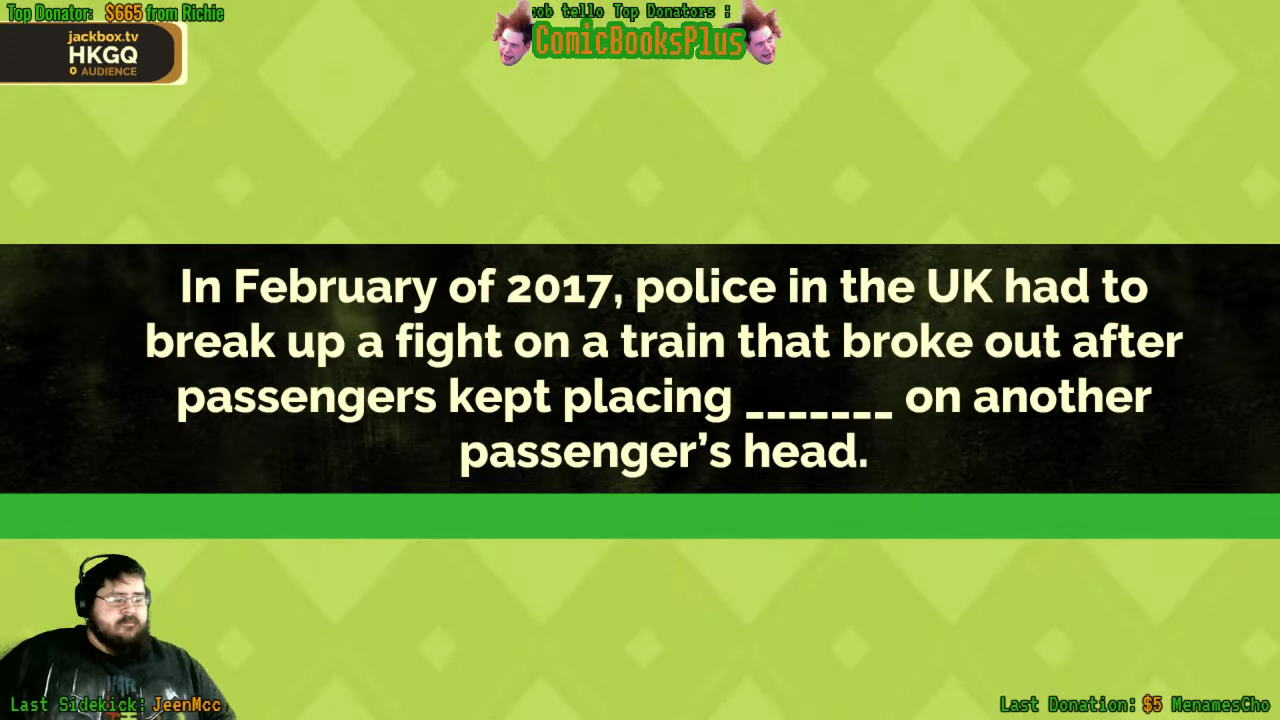 Top Donator: $665 from Richie
jackbox.tv
HKGQ
0 AUDIENCE
tello Top Donators :
ComicBooksPlus
In February of 2017, police in the UK had to
break up a fight on a train that broke out after
passengers kept placing _______ on another
passenger's head.
Last Sidekick: JeenMcc
Last Donation: $5 MenamesCho